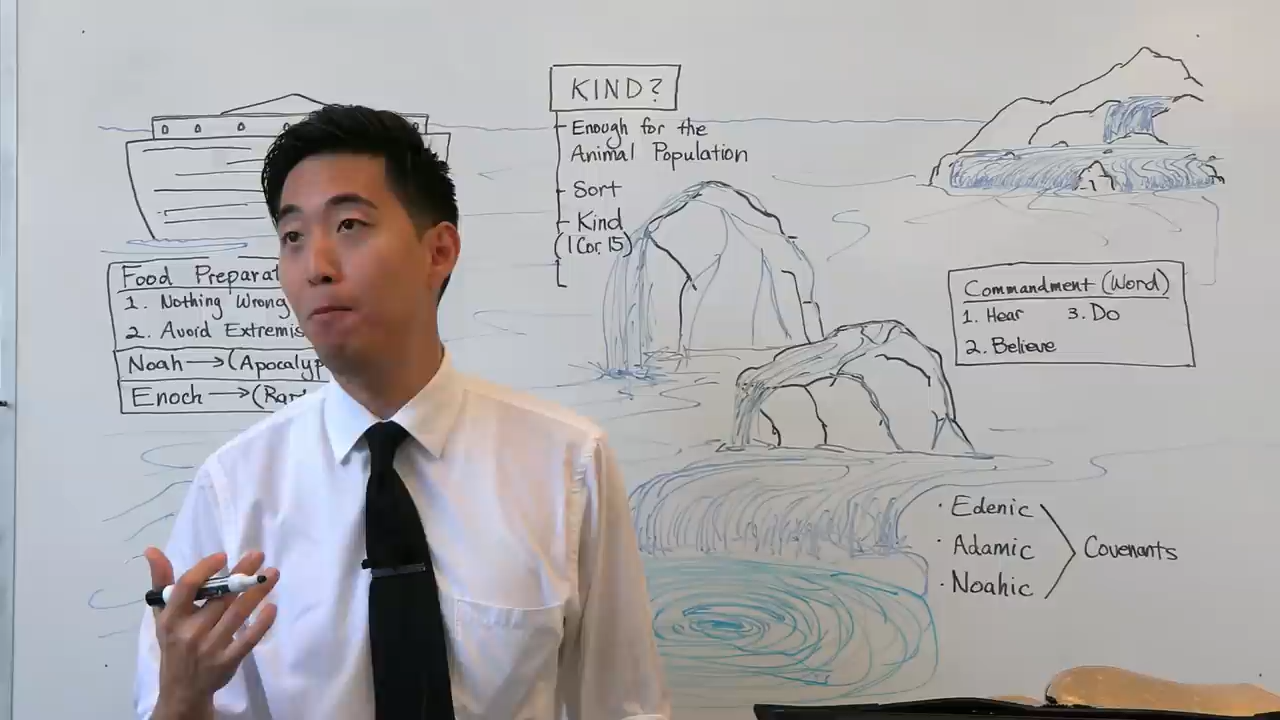 KIND?
Enough for the
Animal Population
Sort
Kind
(1 Cor. 15)
Food Preparat
1. Nothing Wrong
2. Avoid Extremis
Noah → (Apocalyp
Enoch → (Rap
Commandment (Word)
1. Hear 3. Do
2. Believe
· Edenic
· Adamic
· Noahic
Covenants